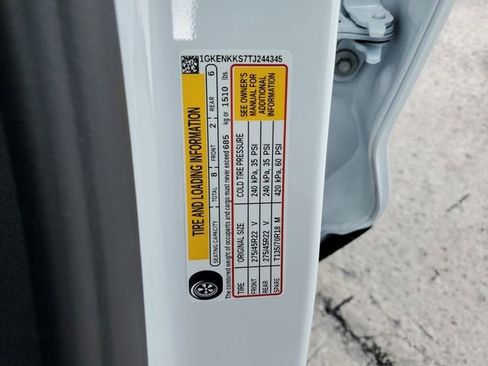 1GKENKKS7TJ244345
TIRE AND LOADING INFORMATION
SEATING CAPACITY TOTAL 8 FRONT 2 REAR 6
The combined weight of occupants and cargo must never exceed 685 kg or 1510 lbs.
TIRE ORIGINAL SIZE COLD TIRE PRESSURE
FRONT 275/45R22 V 240 kPa, 35 PSI
REAR 275/45R22 V 240 kPa, 35 PSI
SPARE T135/70R18 M 420 kPa, 60 PSI
SEE OWNER'S
MANUAL FOR
ADDITIONAL
INFORMATION